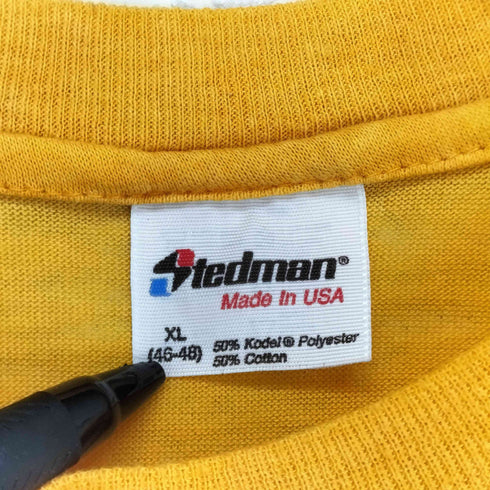 Stedman®
Made In USA
XL
(46-48)
50% Kodel® Polyester
50% Cotton